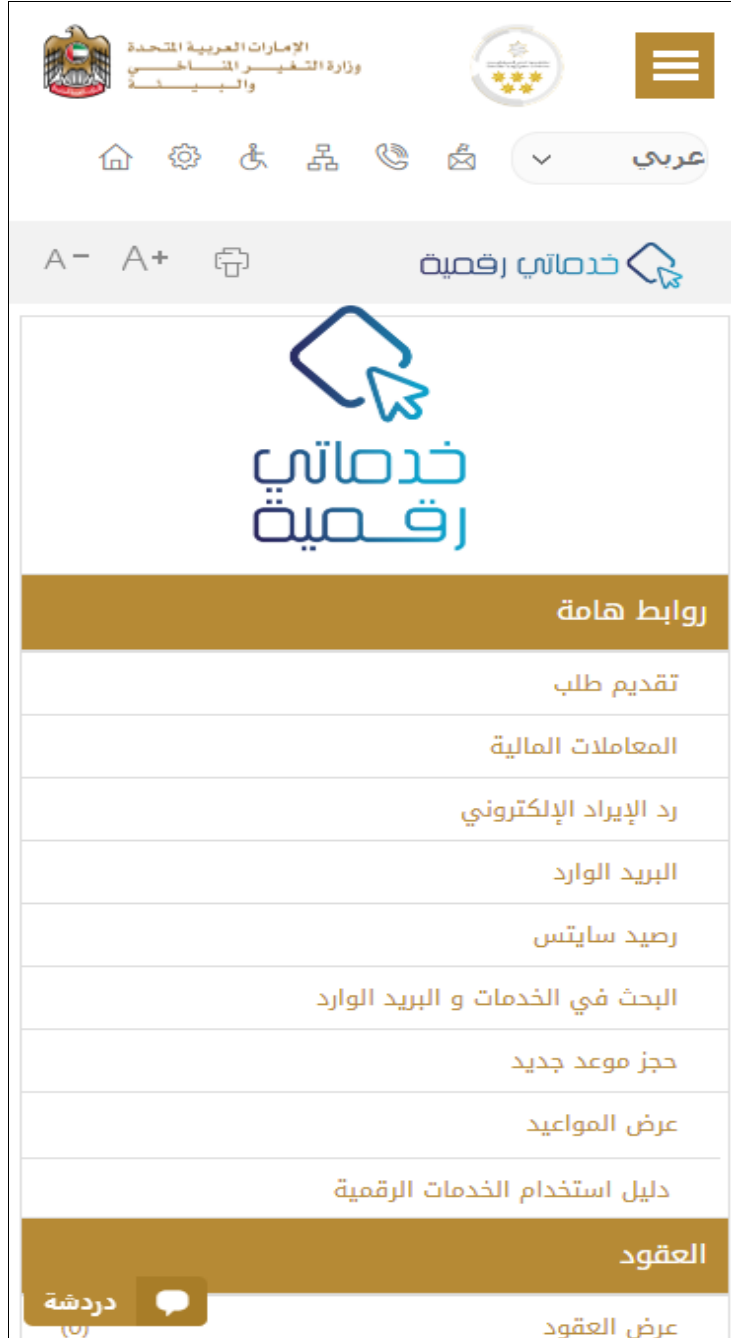 الإمارات العربية المتحدة
وزارة التغير المناخي
والبيئة
عربي
A- A+
خدماتي رقمية
خدماتي
رقمية
روابط هامة
تقديم طلب
المعاملات المالية
رد الإيراد الإلكتروني
البريد الوارد
رصيد سايتس
البحث في الخدمات و البريد الوارد
حجز موعد جديد
عرض المواعيد
دليل استخدام الخدمات الرقمية
العقود
دردشة
عرض العقود